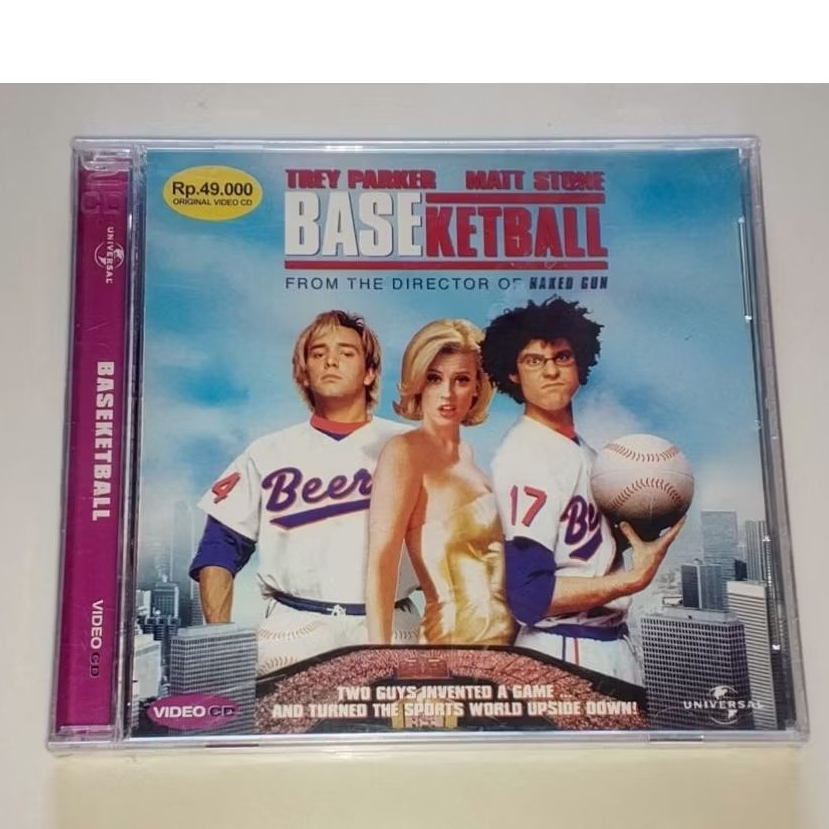 Rp.49.000
ORIGINAL VIDEO CD
TREY PARKER MATT STONE
BASEKETBALL
FROM THE DIRECTOR OF NAKED GUN
UNIVERSAL
BASEKETBALL
VIDEO CD
4
Beer
17
Be
TWO GUYS INVENTED A GAME ...
AND TURNED THE SPORTS WORLD UPSIDE DOWN!
VIDEO CD
UNIVERSAL